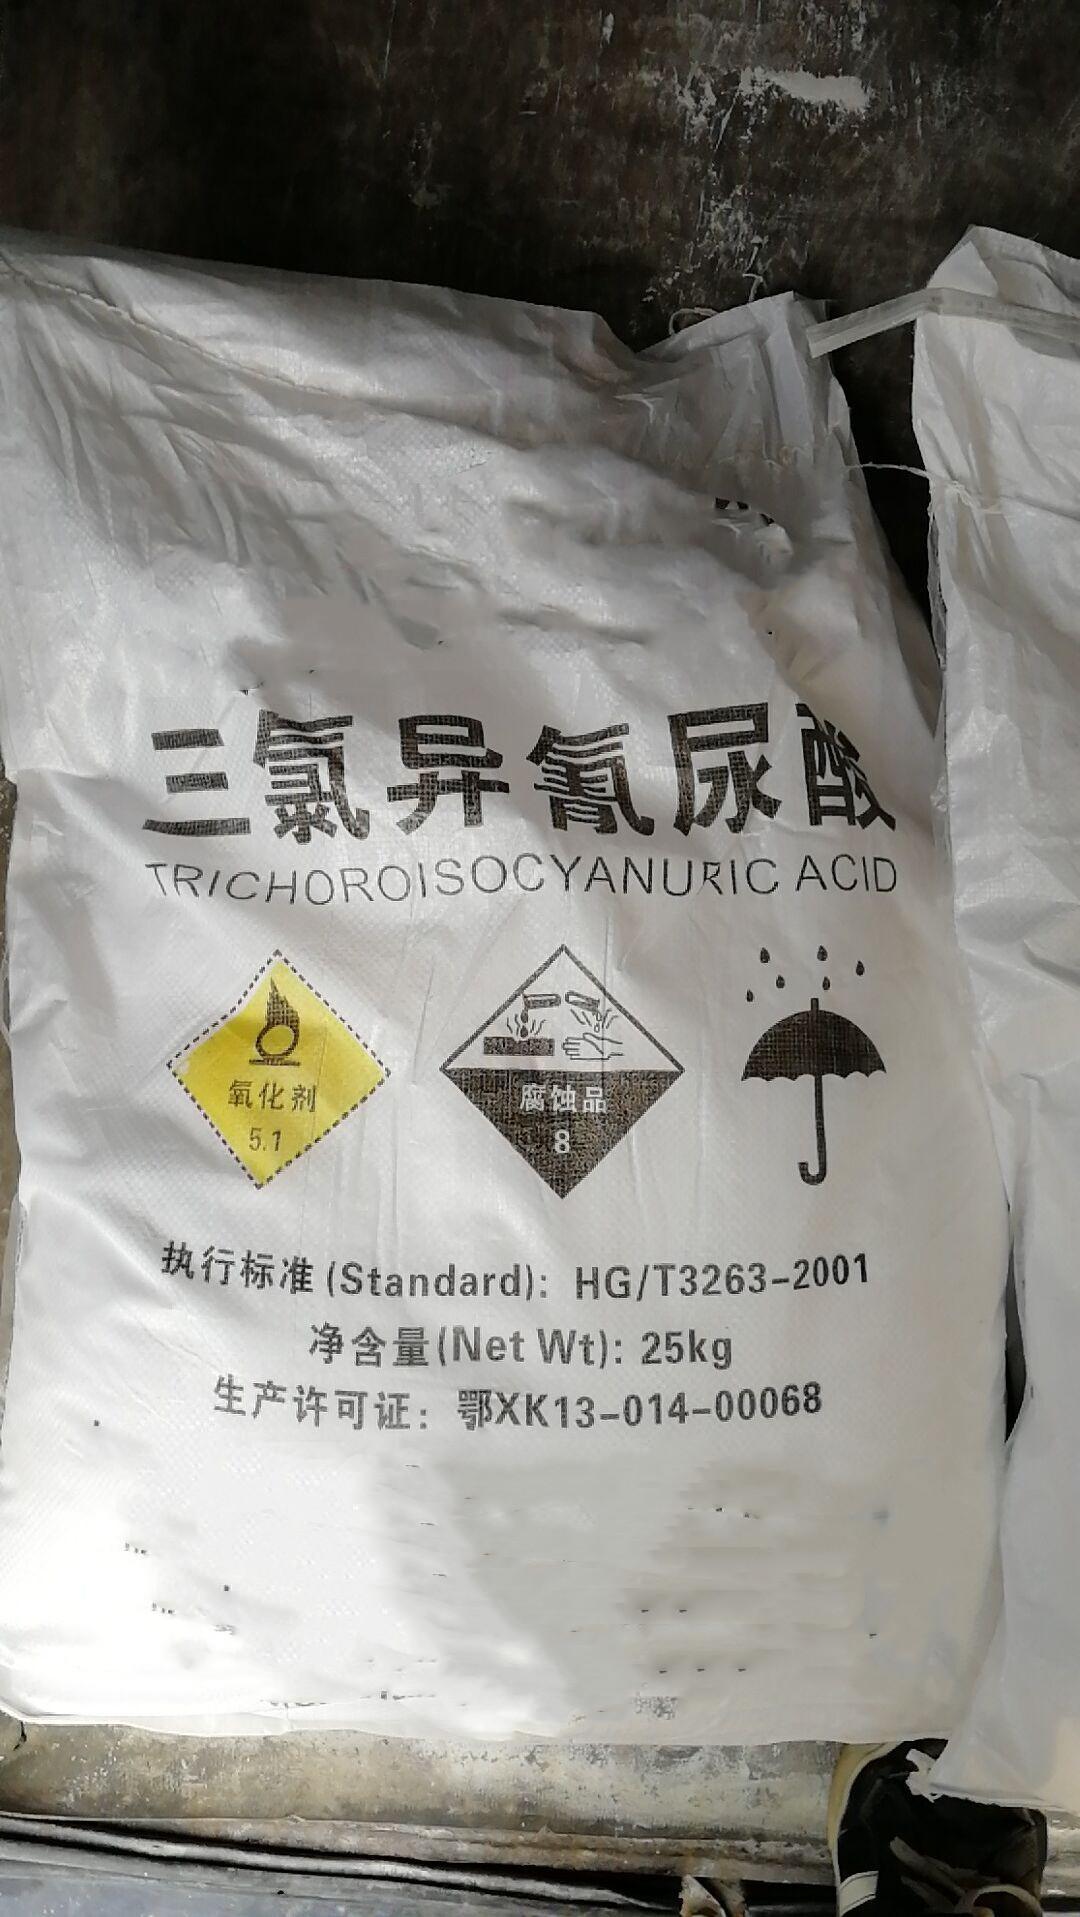 三氯异氰尿酸
TRICHOROISOCYANURIC ACID
氧化剂
5.1
腐蚀品
8
执行标准(Standard): HG/T3263-2001
净含量(Net Wt): 25kg
生产许可证: 鄂XK13-014-00068